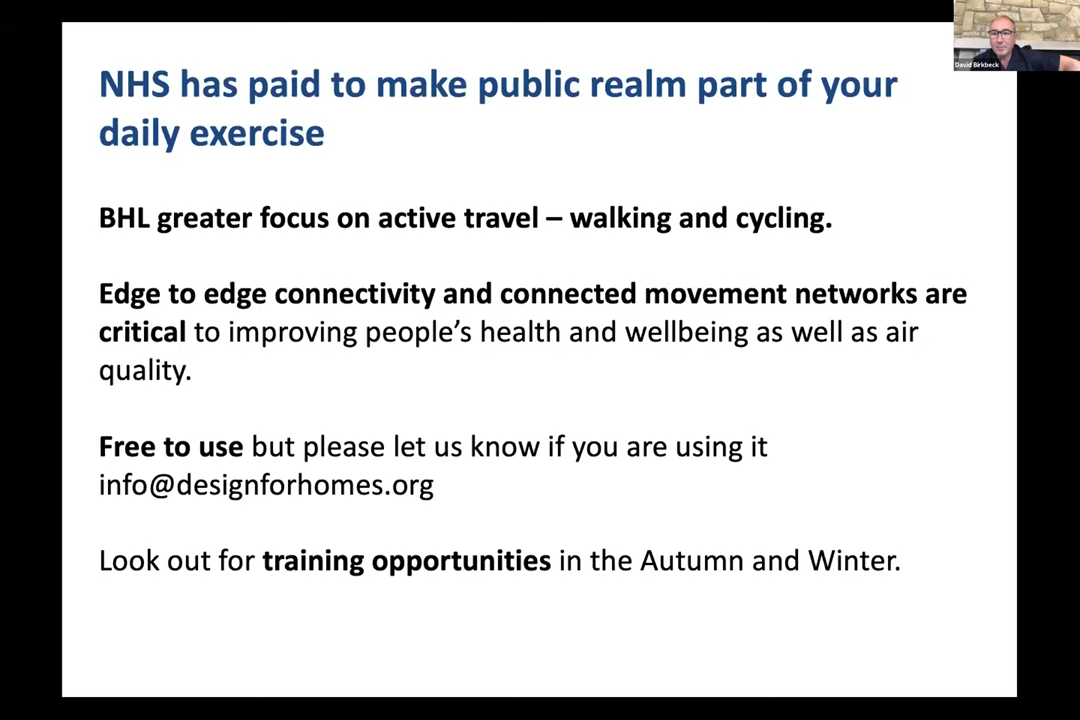 NHS has paid to make public realm part of your
daily exercise
BHL greater focus on active travel – walking and cycling.
Edge to edge connectivity and connected movement networks are
critical to improving people’s health and wellbeing as well as air
quality.
Free to use but please let us know if you are using it
info@designforhomes.org
Look out for training opportunities in the Autumn and Winter.
David Birkbeck